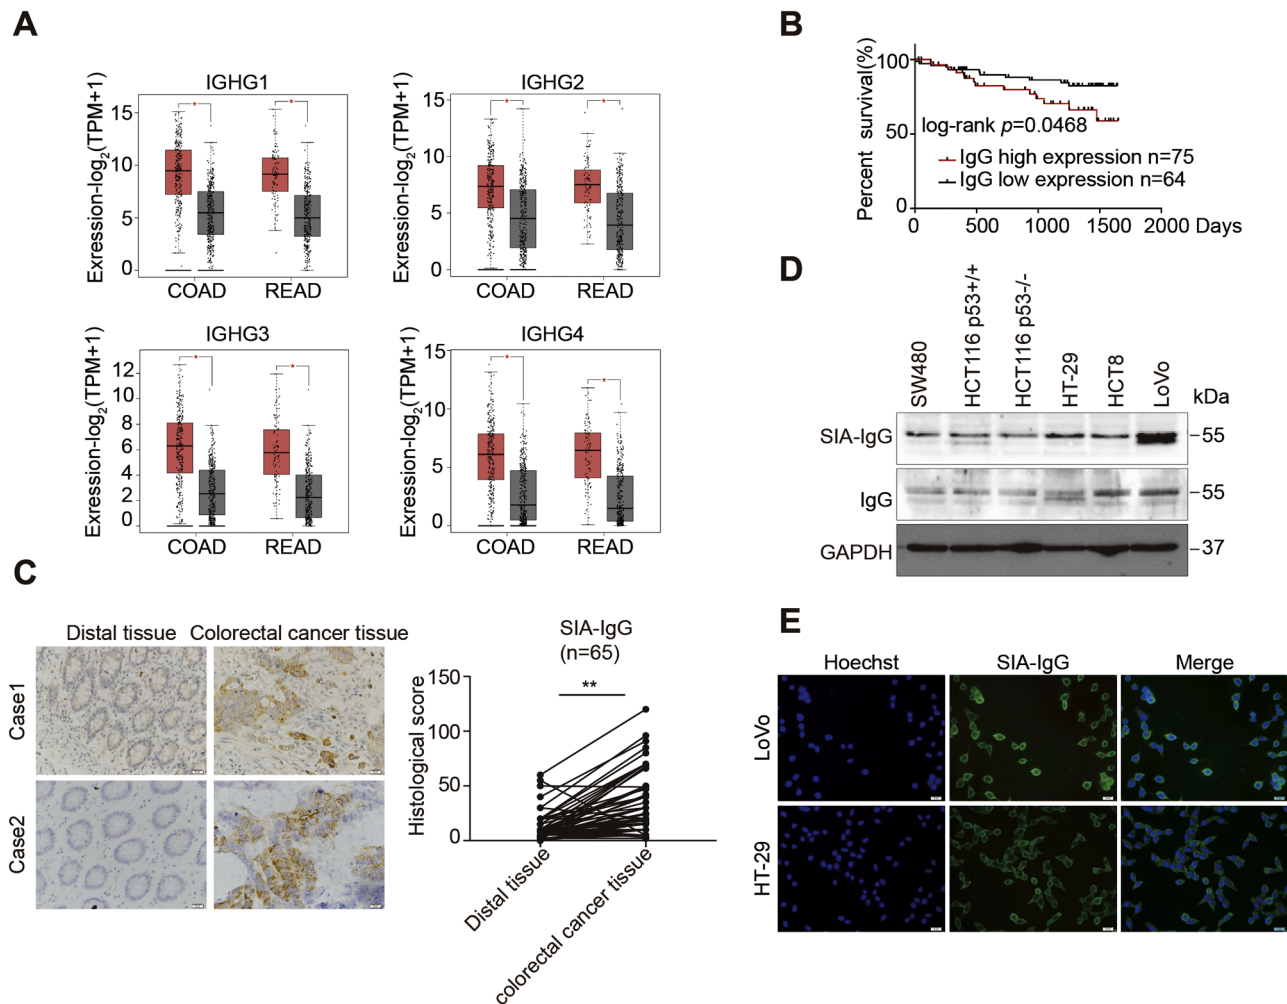 A
IGHG1
Exression-log2(TPM+1)
15
10
5
0
*
*
COAD
READ
IGHG2
Exression-log2(TPM+1)
15
10
5
0
*
*
COAD
READ
IGHG3
Exression-log2(TPM+1)
12
10
8
6
4
2
0
*
*
COAD
READ
IGHG4
Exression-log2(TPM+1)
15
10
5
0
*
*
COAD
READ
B
Percent survival(%)
100
50
0
log-rank p=0.0468
IgG high expression n=75
IgG low expression n=64
0 500 1000 1500 2000 Days
C
Distal tissue
Colorectal cancer tissue
Case1
Case2
SIA-IgG
(n=65)
Histological score
150
100
50
0
**
Distal tissue
colorectal cancer tissue
D
SW480
HCT116 p53+/+
HCT116 p53-/-
HT-29
HCT8
LoVo
kDa
SIA-IgG
55
IgG
55
GAPDH
37
E
Hoechst
SIA-IgG
Merge
LoVo
HT-29